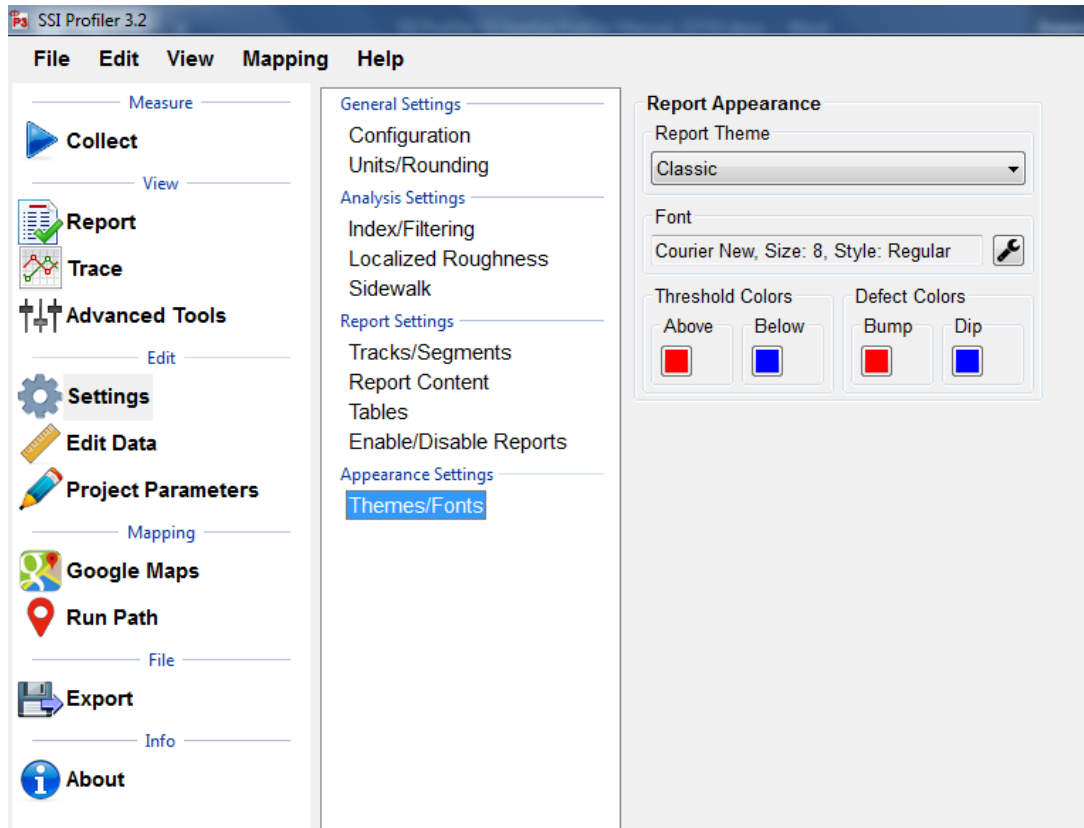 SSI Profiler 3.2
File Edit View Mapping Help
Measure
Collect
View
Report
Trace
Advanced Tools
Edit
Settings
Edit Data
Project Parameters
Mapping
Google Maps
Run Path
File
Export
Info
About
General Settings
Configuration
Units/Rounding
Analysis Settings
Index/Filtering
Localized Roughness
Sidewalk
Report Settings
Tracks/Segments
Report Content
Tables
Enable/Disable Reports
Appearance Settings
Themes/Fonts
Report Appearance
Report Theme
Classic
Font
Courier New, Size: 8, Style: Regular
Threshold Colors Defect Colors
Above Below Bump Dip